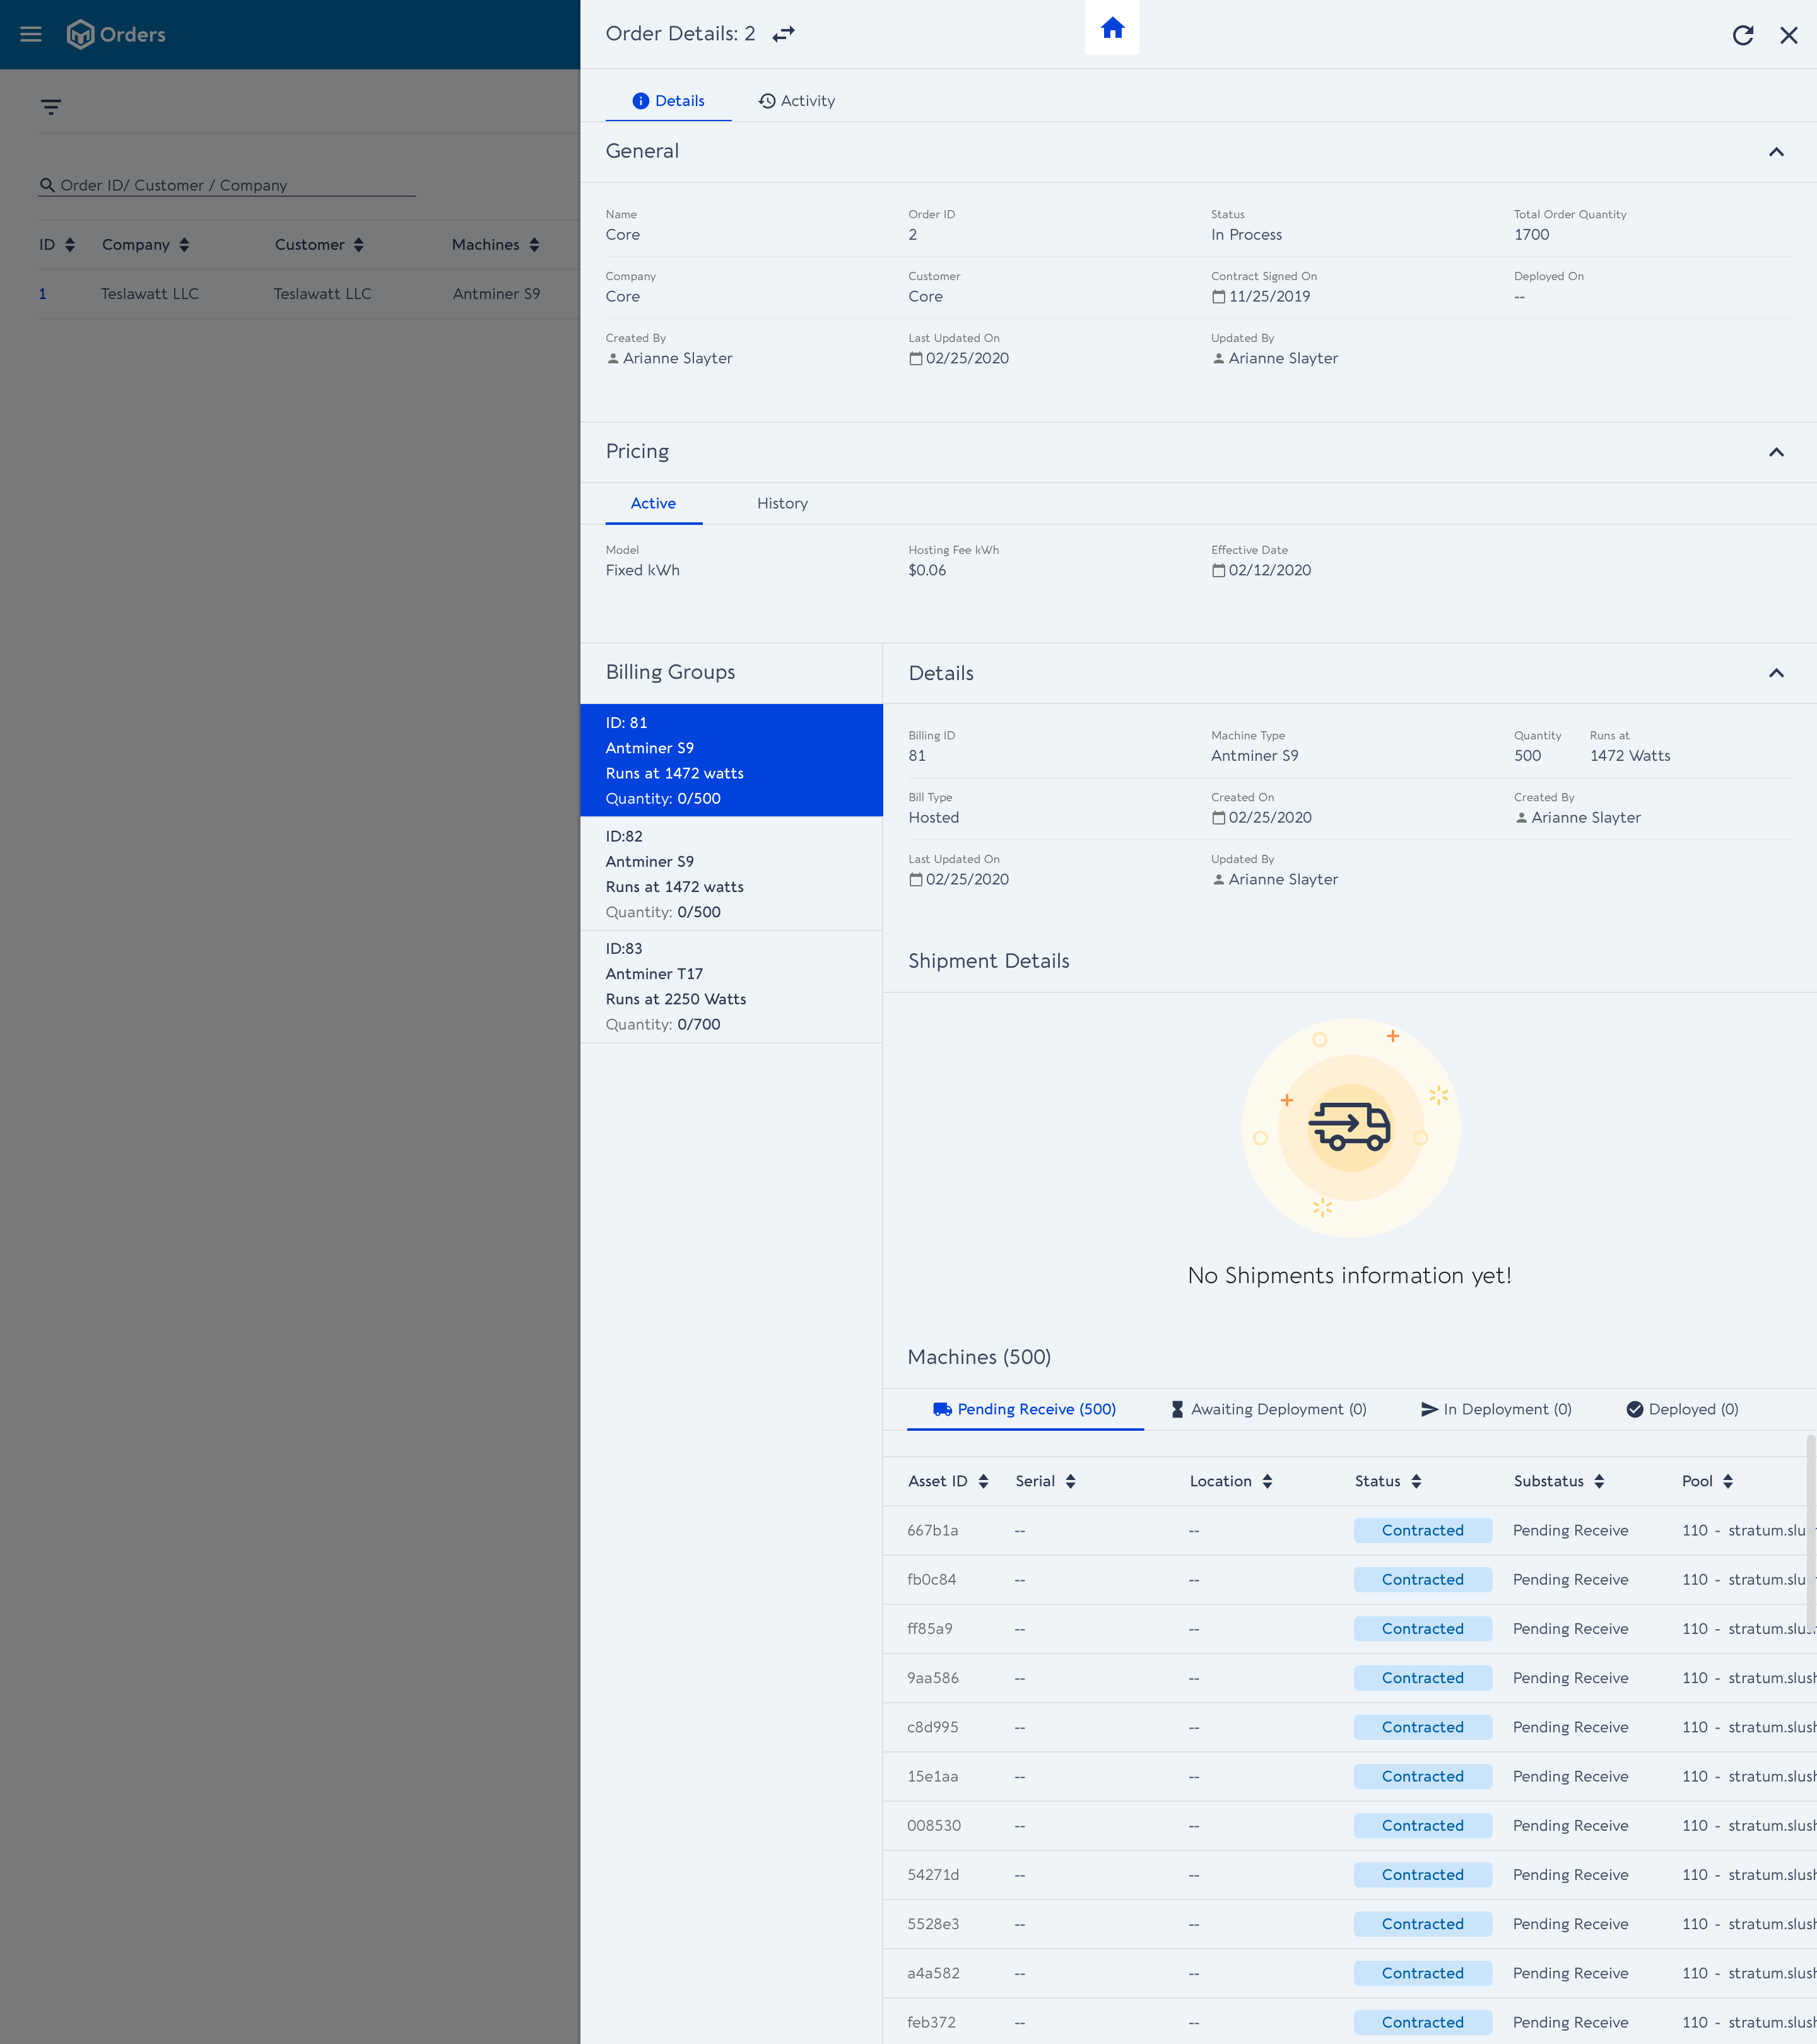 Orders
Order ID/ Customer / Company
ID Company Customer Machines
1 Teslawatt LLC Teslawatt LLC Antminer S9
Order Details: 2
Details Activity
General
Name Order ID Status Total Order Quantity
Core 2 In Process 1700
Company Customer Contract Signed On Deployed On
Core Core 11/25/2019 --
Created By Last Updated On Updated By
Arianne Slayter 02/25/2020 Arianne Slayter
Pricing
Active History
Model Hosting Fee kWh Effective Date
Fixed kWh $0.06 02/12/2020
Billing Groups
ID: 81
Antminer S9
Runs at 1472 watts
Quantity: 0/500
ID:82
Antminer S9
Runs at 1472 watts
Quantity: 0/500
ID:83
Antminer T17
Runs at 2250 Watts
Quantity: 0/700
Details
Billing ID Machine Type Quantity Runs at
81 Antminer S9 500 1472 Watts
Bill Type Created On Created By
Hosted 02/25/2020 Arianne Slayter
Last Updated On Updated By
02/25/2020 Arianne Slayter
Shipment Details
No Shipments information yet!
Machines (500)
Pending Receive (500) Awaiting Deployment (0) In Deployment (0) Deployed (0)
Asset ID Serial Location Status Substatus Pool
667b1a -- -- Contracted Pending Receive 110 - stratum.slu
fb0c84 -- -- Contracted Pending Receive 110 - stratum.slu
ff85a9 -- -- Contracted Pending Receive 110 - stratum.slu
9aa586 -- -- Contracted Pending Receive 110 - stratum.slush
c8d995 -- -- Contracted Pending Receive 110 - stratum.slush
15e1aa -- -- Contracted Pending Receive 110 - stratum.slush
008530 -- -- Contracted Pending Receive 110 - stratum.slush
54271d -- -- Contracted Pending Receive 110 - stratum.slush
5528e3 -- -- Contracted Pending Receive 110 - stratum.slush
a4a582 -- -- Contracted Pending Receive 110 - stratum.slush
feb372 -- -- Contracted Pending Receive 110 - stratum.slush